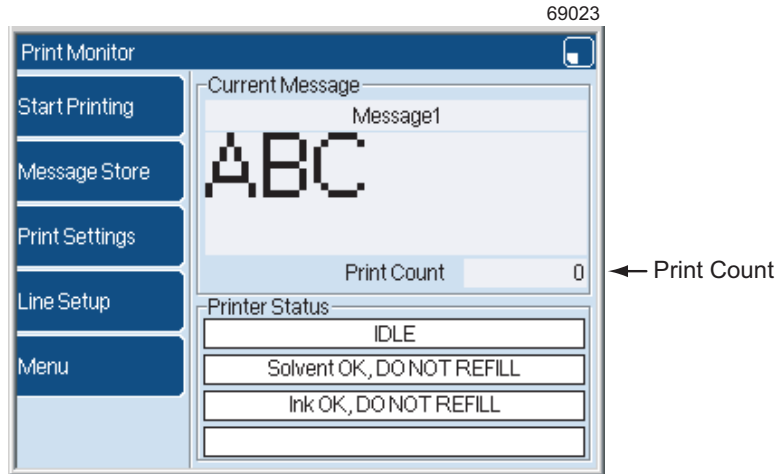 69023
Print Monitor
Start Printing
Message Store
Print Settings
Line Setup
Menu
Current Message
Message1
ABC
Print Count 0
Print Count
Printer Status
IDLE
Solvent OK, DO NOT REFILL
Ink OK, DO NOT REFILL